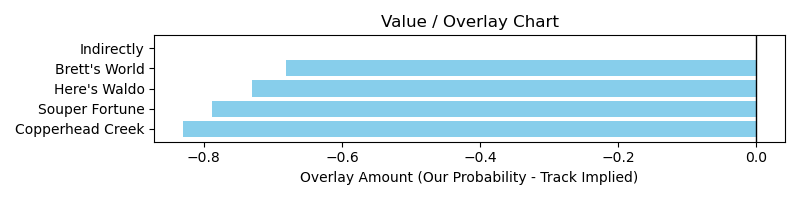 Value / Overlay Chart
Indirectly
Brett's World
Here's Waldo
Souper Fortune
Copperhead Creek
−0.8 −0.6 −0.4 −0.2 0.0
Overlay Amount (Our Probability - Track Implied)